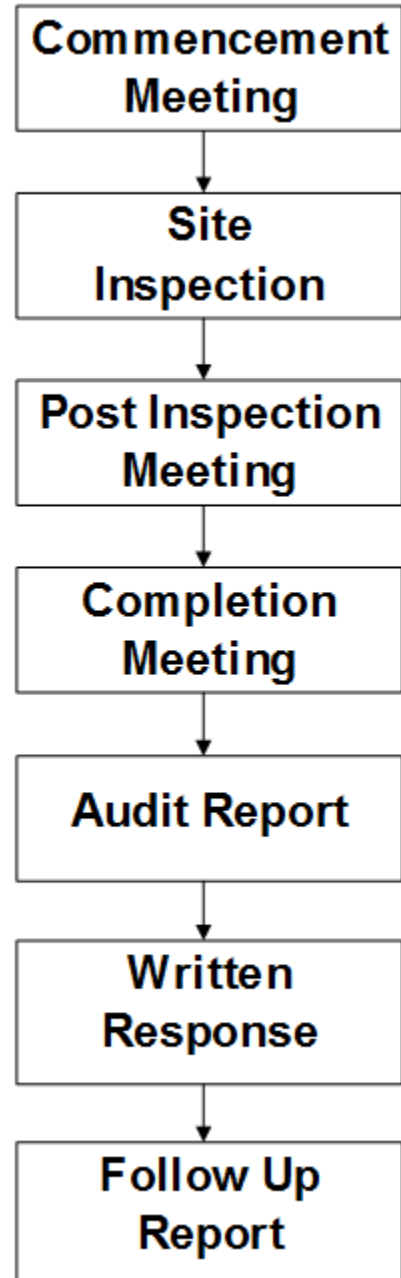 Commencement
Meeting
Site
Inspection
Post Inspection
Meeting
Completion
Meeting
Audit Report
Written
Response
Follow Up
Report